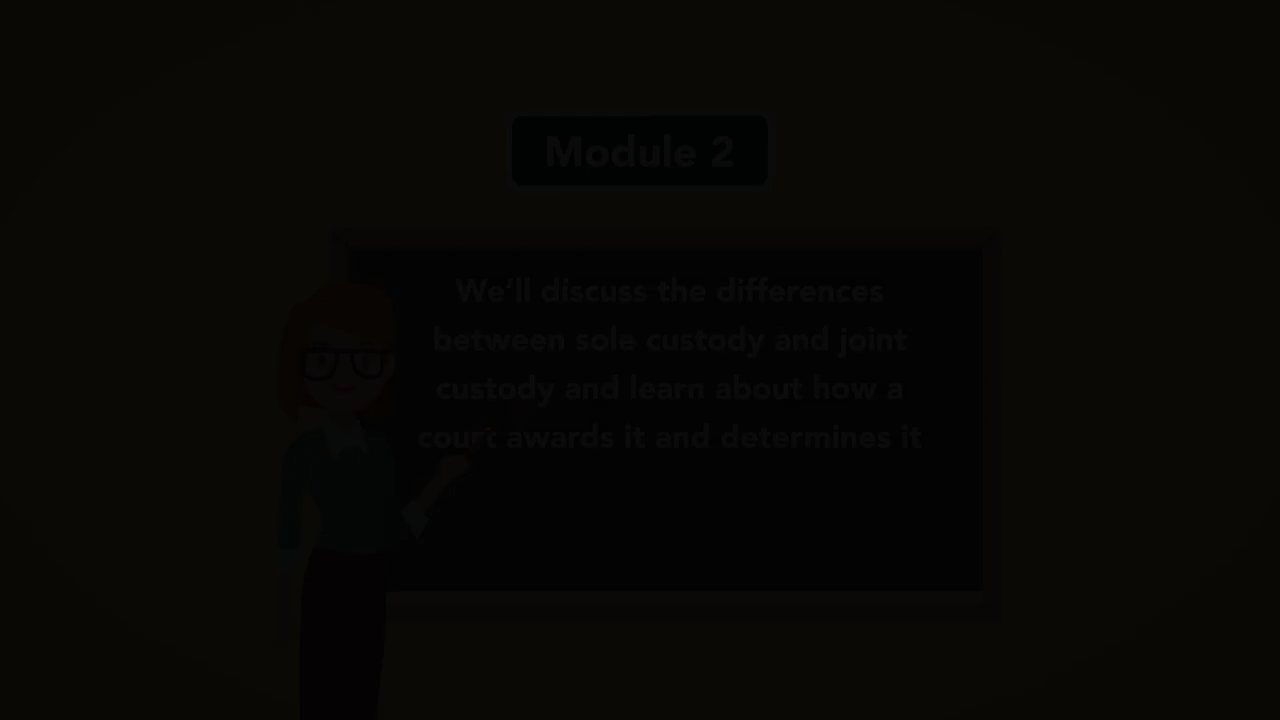 Module 2
We'll discuss the differences
between sole custody and joint
custody and learn about how a
court awards it and determines it